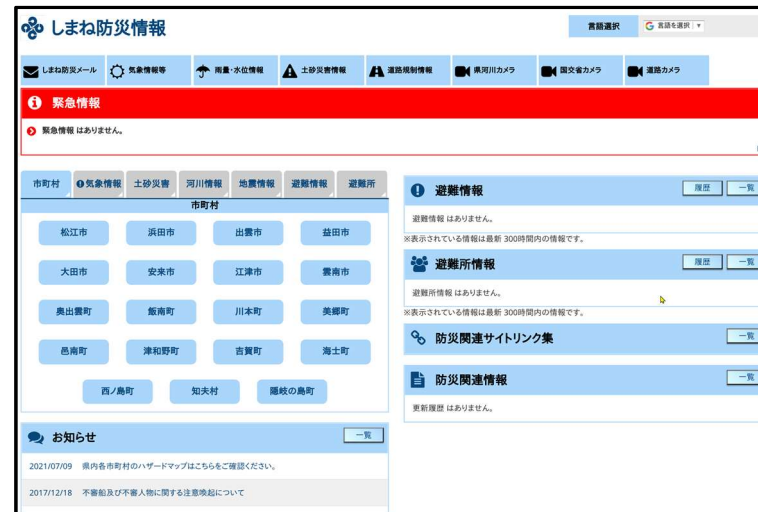 しまね防災情報
言語選択
G 言語を選択 ▼
しまね防災メール 気象情報等 雨量・水位情報 土砂災害情報 道路規制情報 県河川カメラ 国交省カメラ 道路カメラ
緊急情報
緊急情報 はありません。
市町村 気象情報 土砂災害 河川情報 地震情報 避難情報 避難所
市町村
松江市 浜田市 出雲市 益田市
大田市 安来市 江津市 雲南市
奥出雲町 飯南町 川本町 美郷町
邑南町 津和野町 吉賀町 海士町
西ノ島町 知夫村 隠岐の島町
お知らせ 一覧
2021/07/09 県内各市町村のハザードマップはこちらをご確認ください。
2017/12/18 不審船及び不審人物に関する注意喚起について
避難情報 履歴 一覧
避難情報 はありません。
※表示されている情報は最新 300時間内の情報です。
避難所情報 履歴 一覧
避難所情報 はありません。
※表示されている情報は最新 300時間内の情報です。
防災関連サイトリンク集 一覧
防災関連情報 一覧
更新履歴 はありません。